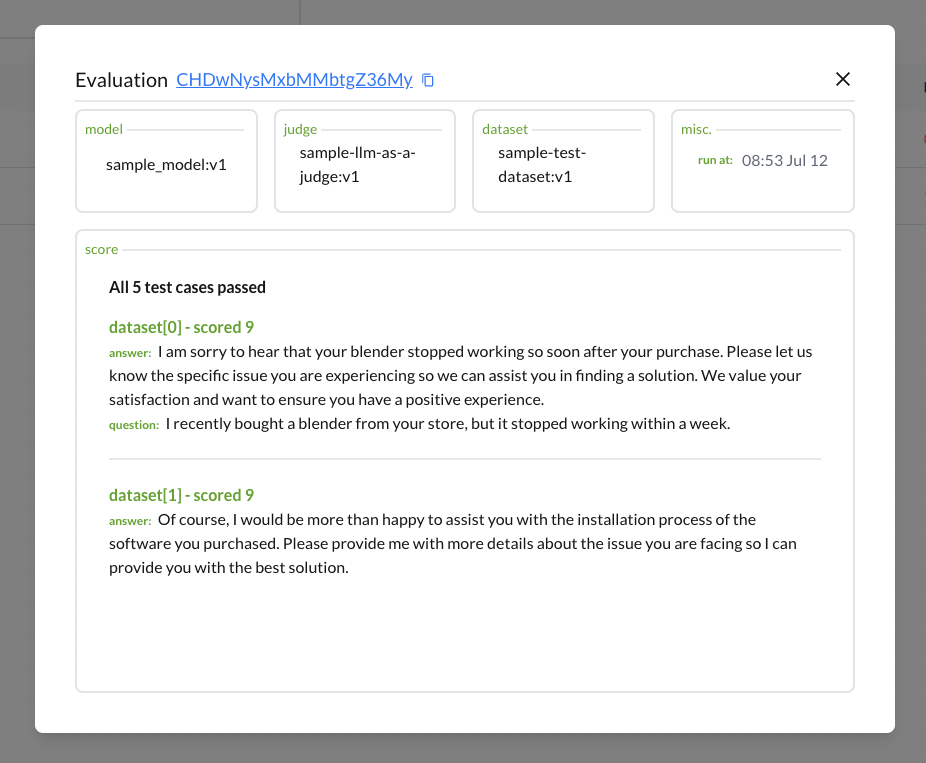 Evaluation CHDwNysMxbMMbtgZ36My
model
sample_model:v1
judge
sample-llm-as-a-
judge:v1
dataset
sample-test-
dataset:v1
misc.
run at: 08:53 Jul 12
score
All 5 test cases passed
dataset[0] - scored 9
answer: I am sorry to hear that your blender stopped working so soon after your purchase. Please let us
know the specific issue you are experiencing so we can assist you in finding a solution. We value your
satisfaction and want to ensure you have a positive experience.
question: I recently bought a blender from your store, but it stopped working within a week.
dataset[1] - scored 9
answer: Of course, I would be more than happy to assist you with the installation process of the
software you purchased. Please provide me with more details about the issue you are facing so I can
provide you with the best solution.